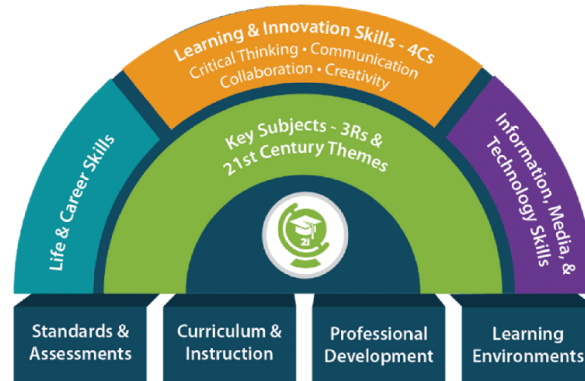 Learning & Innovation Skills - 4Cs
Critical Thinking • Communication
Collaboration • Creativity
Life & Career Skills
Key Subjects - 3Rs &
21st Century Themes
Information, Media, &
Technology Skills
21
Standards &
Assessments
Curriculum &
Instruction
Professional
Development
Learning
Environments